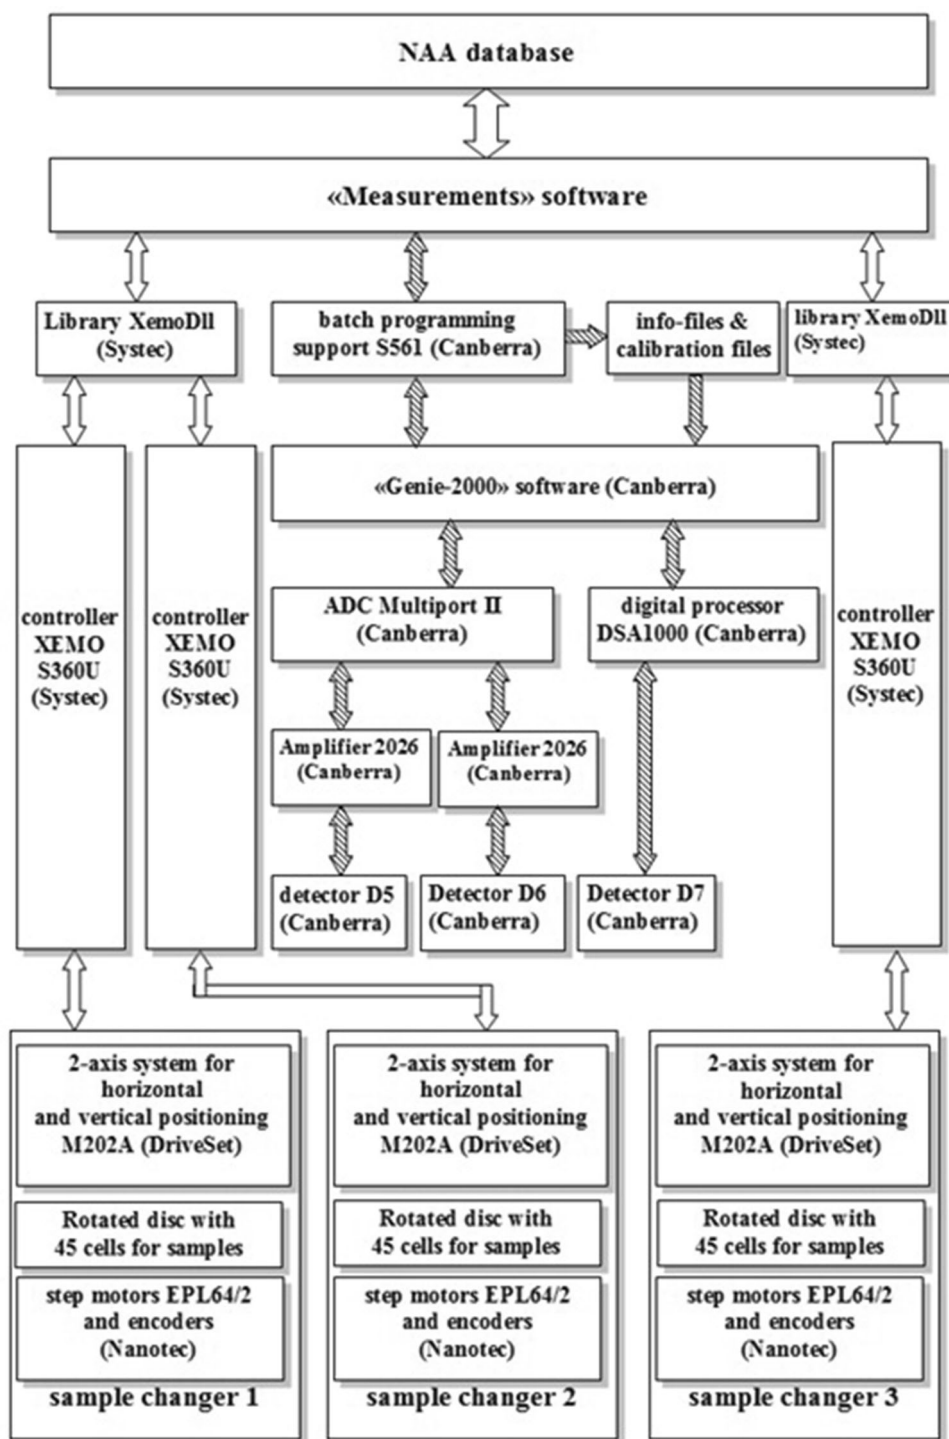 NAA database
«Measurements» software
Library XemoDll
(Systec)
batch programming
support S561 (Canberra)
info-files &
calibration files
library XemoDll
(Systec)
controller
XEMO
S360U
(Systec)
controller
XEMO
S360U
(Systec)
«Genie-2000» software (Canberra)
controller
XEMO
S360U
(Systec)
ADC Multiport II
(Canberra)
digital processor
DSA1000 (Canberra)
Amplifier 2026
(Canberra)
Amplifier 2026
(Canberra)
detector D5
(Canberra)
Detector D6
(Canberra)
Detector D7
(Canberra)
2-axis system for
horizontal
and vertical positioning
M202A (DriveSet)
Rotated disc with
45 cells for samples
step motors EPL64/2
and encoders
(Nanotec)
sample changer 1
2-axis system for
horizontal
and vertical positioning
M202A (DriveSet)
Rotated disc with
45 cells for samples
step motors EPL64/2
and encoders
(Nanotec)
sample changer 2
2-axis system for
horizontal
and vertical positioning
M202A (DriveSet)
Rotated disc with
45 cells for samples
step motors EPL64/2
and encoders
(Nanotec)
sample changer 3